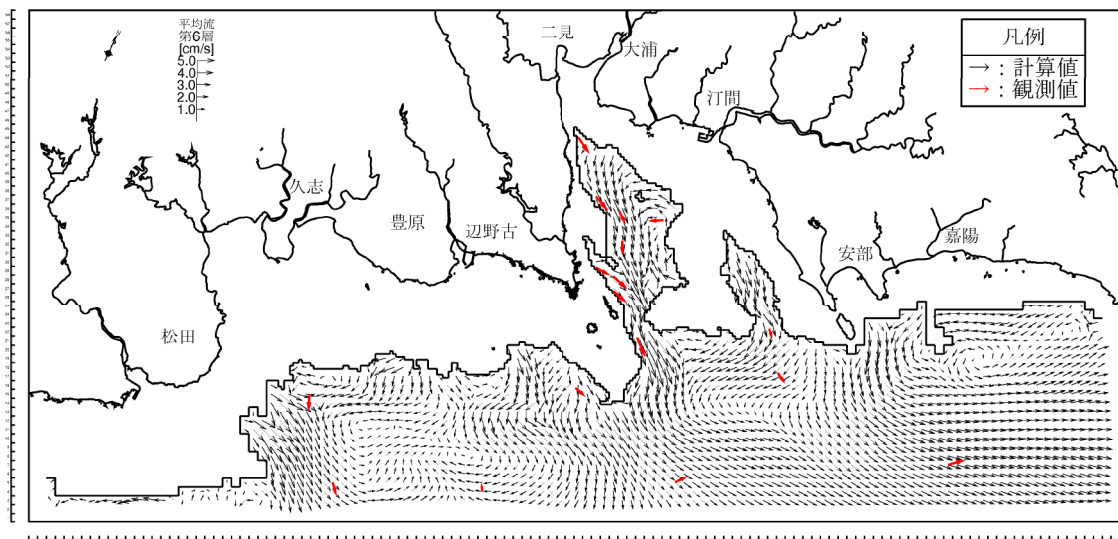 平均流
第6層
[cm/s]
5.0
4.0
3.0
2.0
1.0
二見
大浦
汀間
凡例
→ : 計算値
→ : 観測値
久志
豊原
辺野古
安部
嘉陽
松田